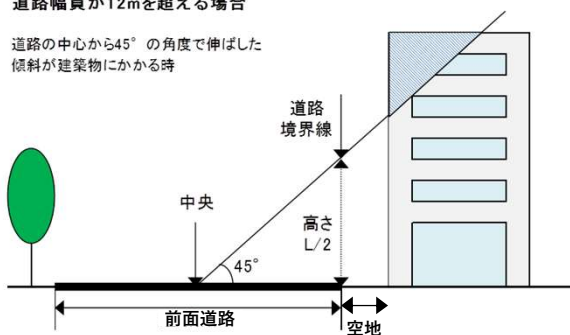 道路幅員が12mを超える場合
道路の中心から45°の角度で伸ばした
傾斜が建築物にかかる時
道路
境界線
中央
高さ
L/2
45°
前面道路
空地